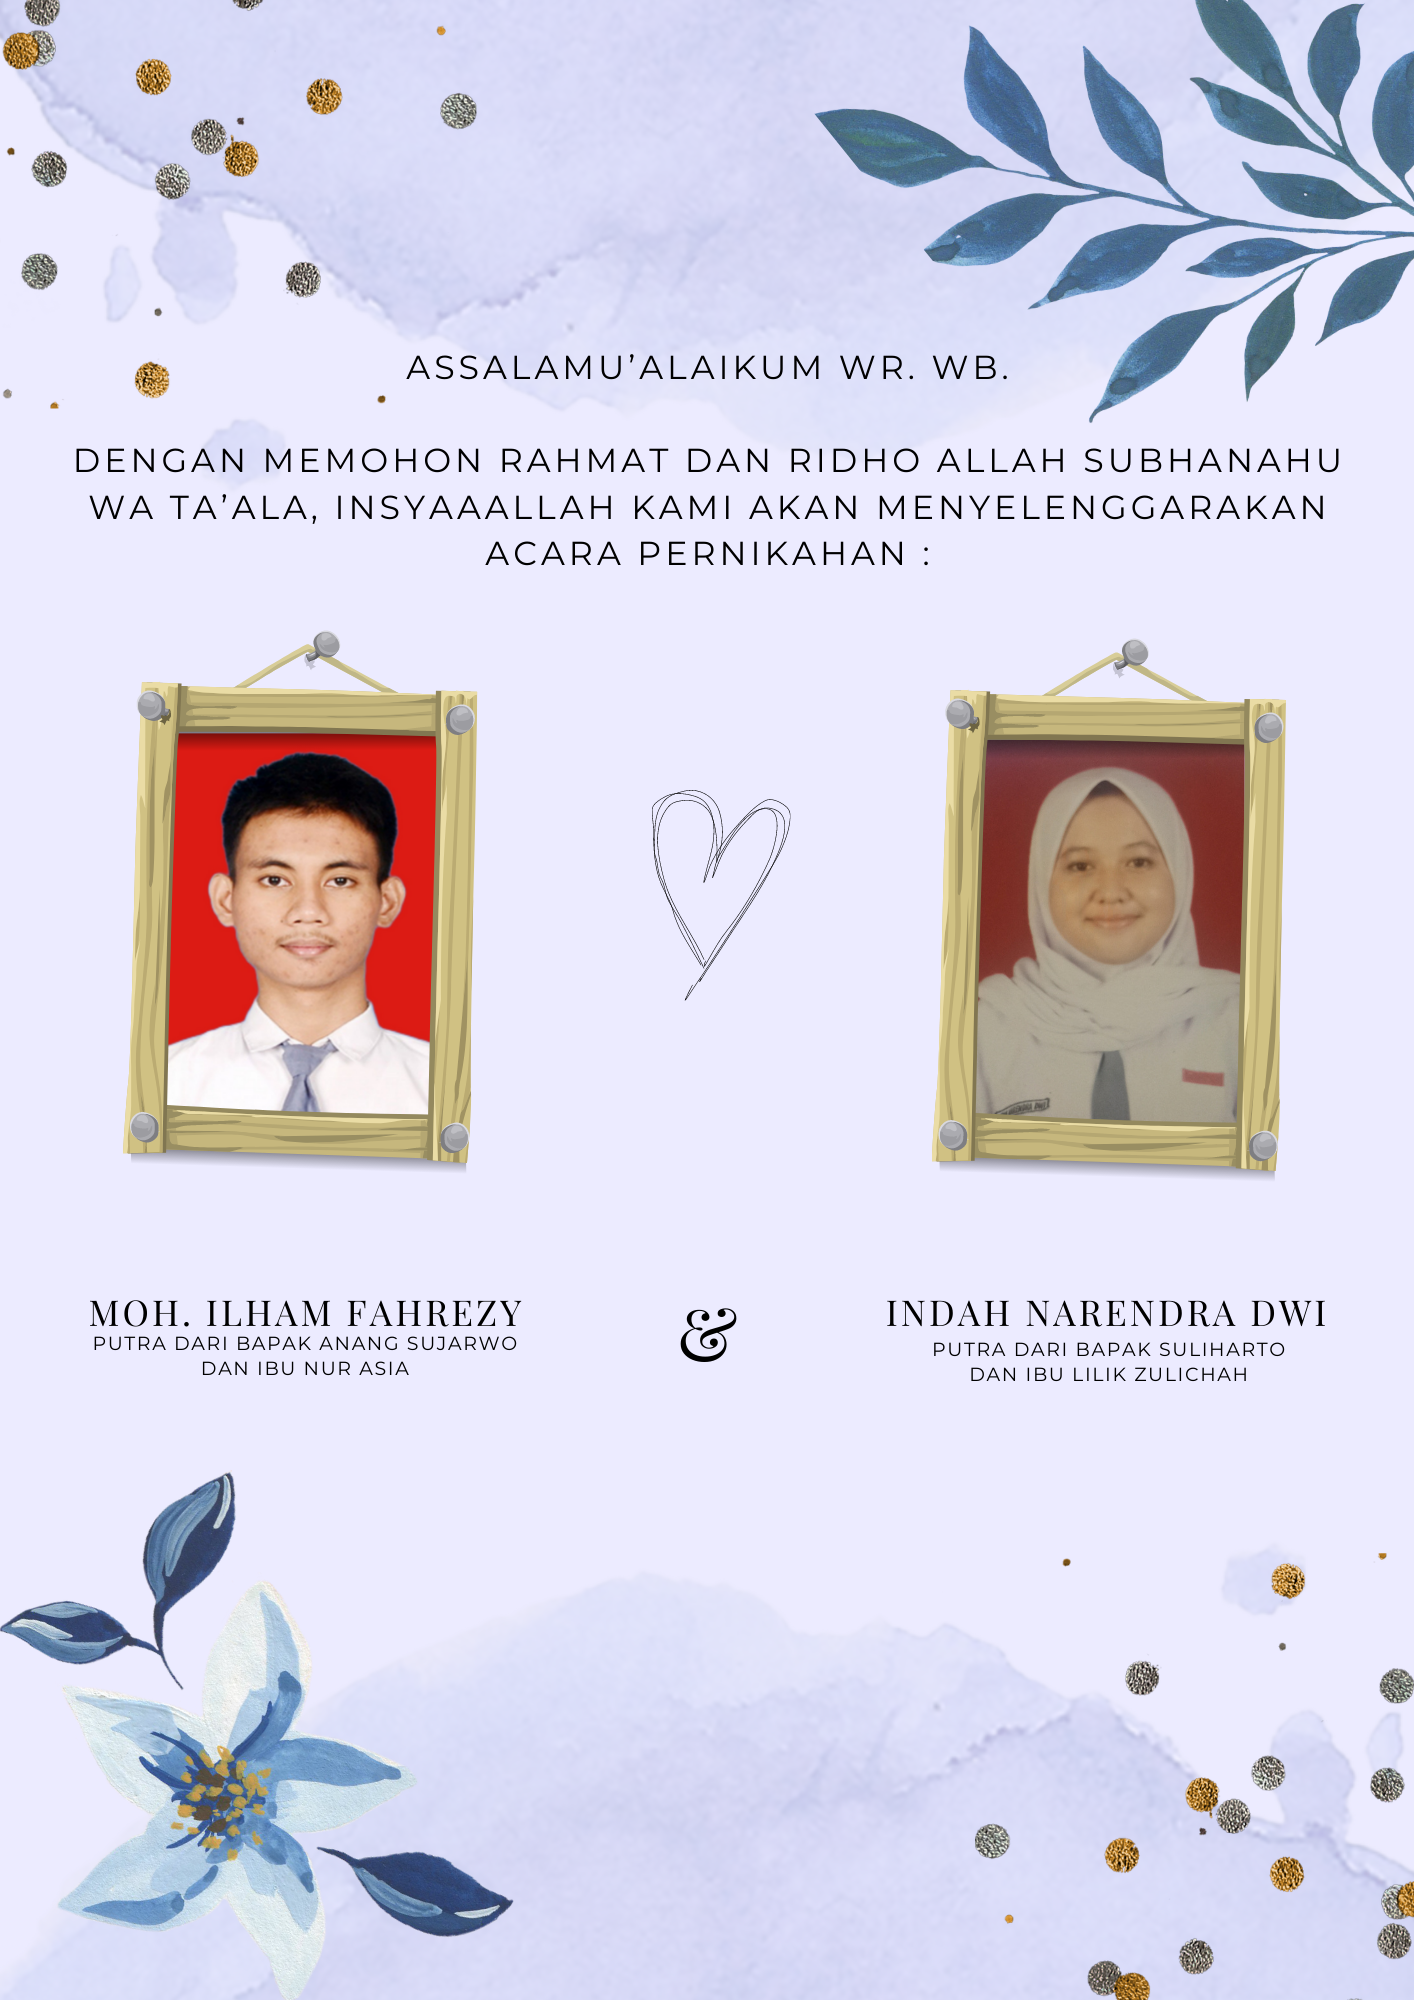 ASSALAMU’ALAIKUM WR. WB.
DENGAN MEMOHON RAHMAT DAN RIDHO ALLAH SUBHANAHU
WA TA’ALA, INSYAAALLAH KAMI AKAN MENYELENGGARAKAN
ACARA PERNIKAHAN :
MOH. ILHAM FAHREZY
PUTRA DARI BAPAK ANANG SUJARWO
DAN IBU NUR ASIA
&
INDAH NARENDRA DWI
PUTRA DARI BAPAK SULIHARTO
DAN IBU LILIK ZULICHAH